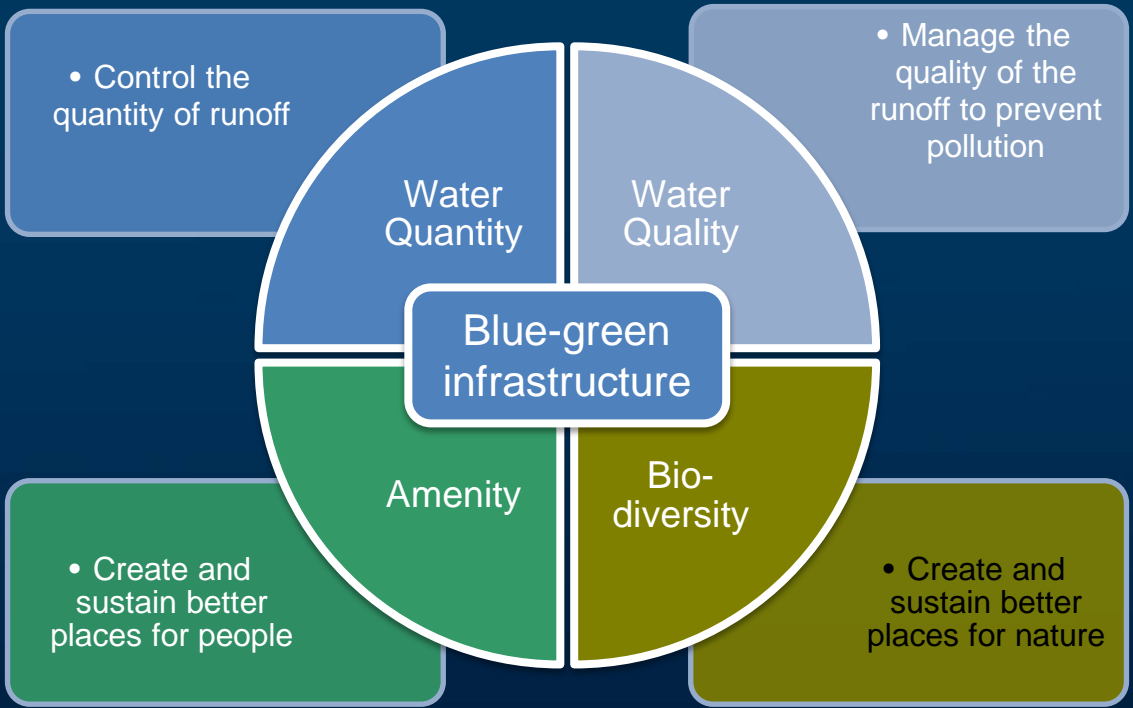 • Control the
quantity of runoff
• Manage the
quality of the
runoff to prevent
pollution
Water
Quantity
Water
Quality
Blue-green
infrastructure
Amenity
Bio-
diversity
• Create and
sustain better
places for people
• Create and
sustain better
places for nature